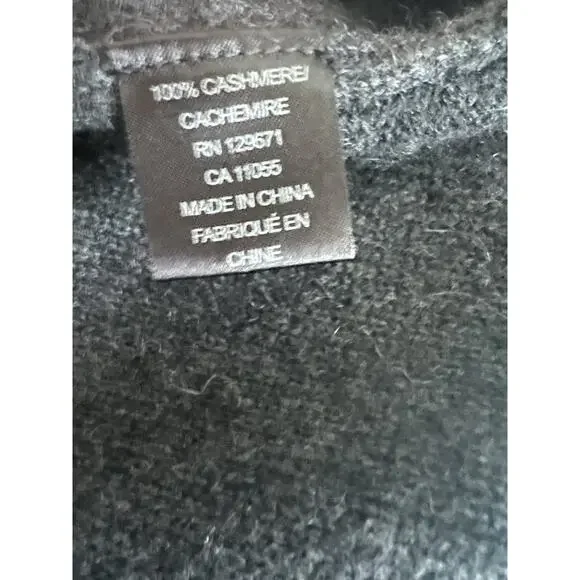 100% CASHMERE/
CACHEMIRE
RN 129571
CA 11055
MADE IN CHINA
FABRIQUÉ EN
CHINE